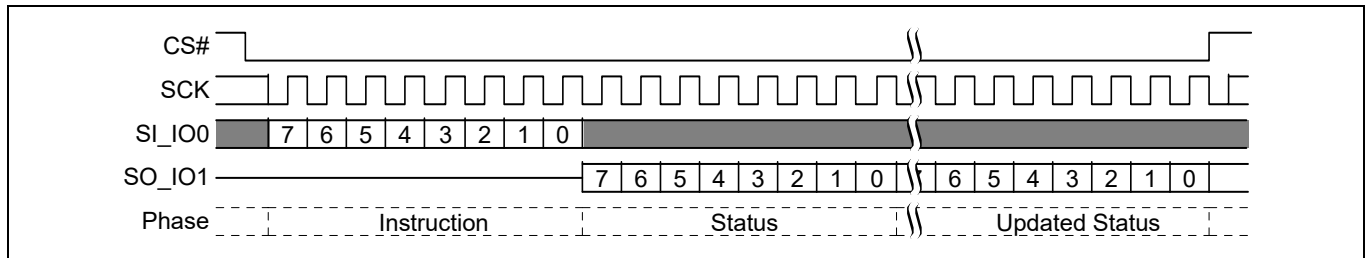 CS#
SCK
SI_IO0 7 6 5 4 3 2 1 0
SO_IO1 7 6 5 4 3 2 1 0 6 5 4 3 2 1 0
Phase Instruction Status Updated Status